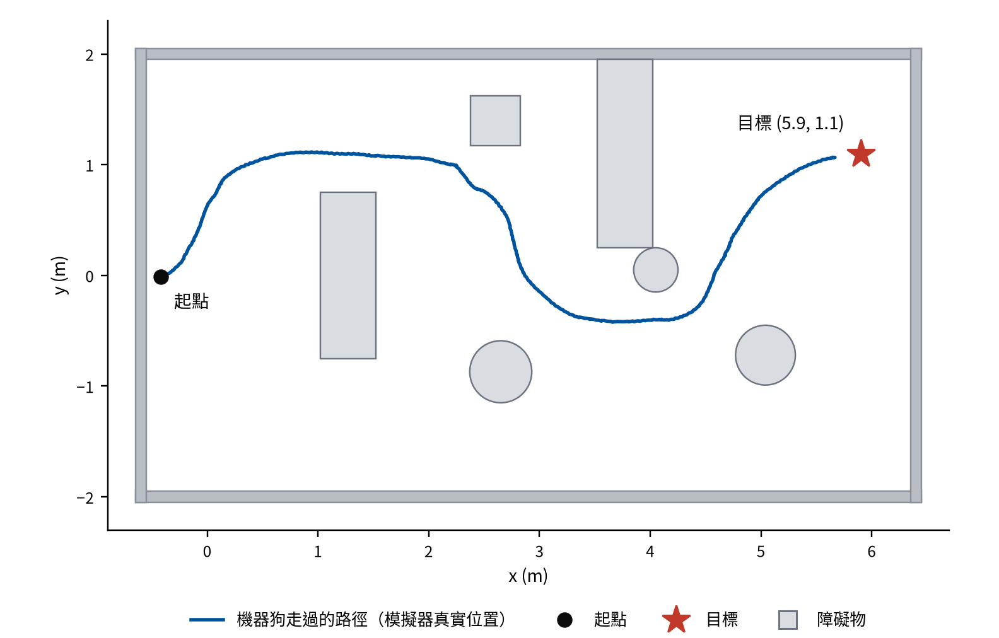 2
1
0
−1
−2
y (m)
目標 (5.9, 1.1)
起點
0 1 2 3 4 5 6
x (m)
機器狗走過的路徑（模擬器真實位置） 起點 目標 障礙物